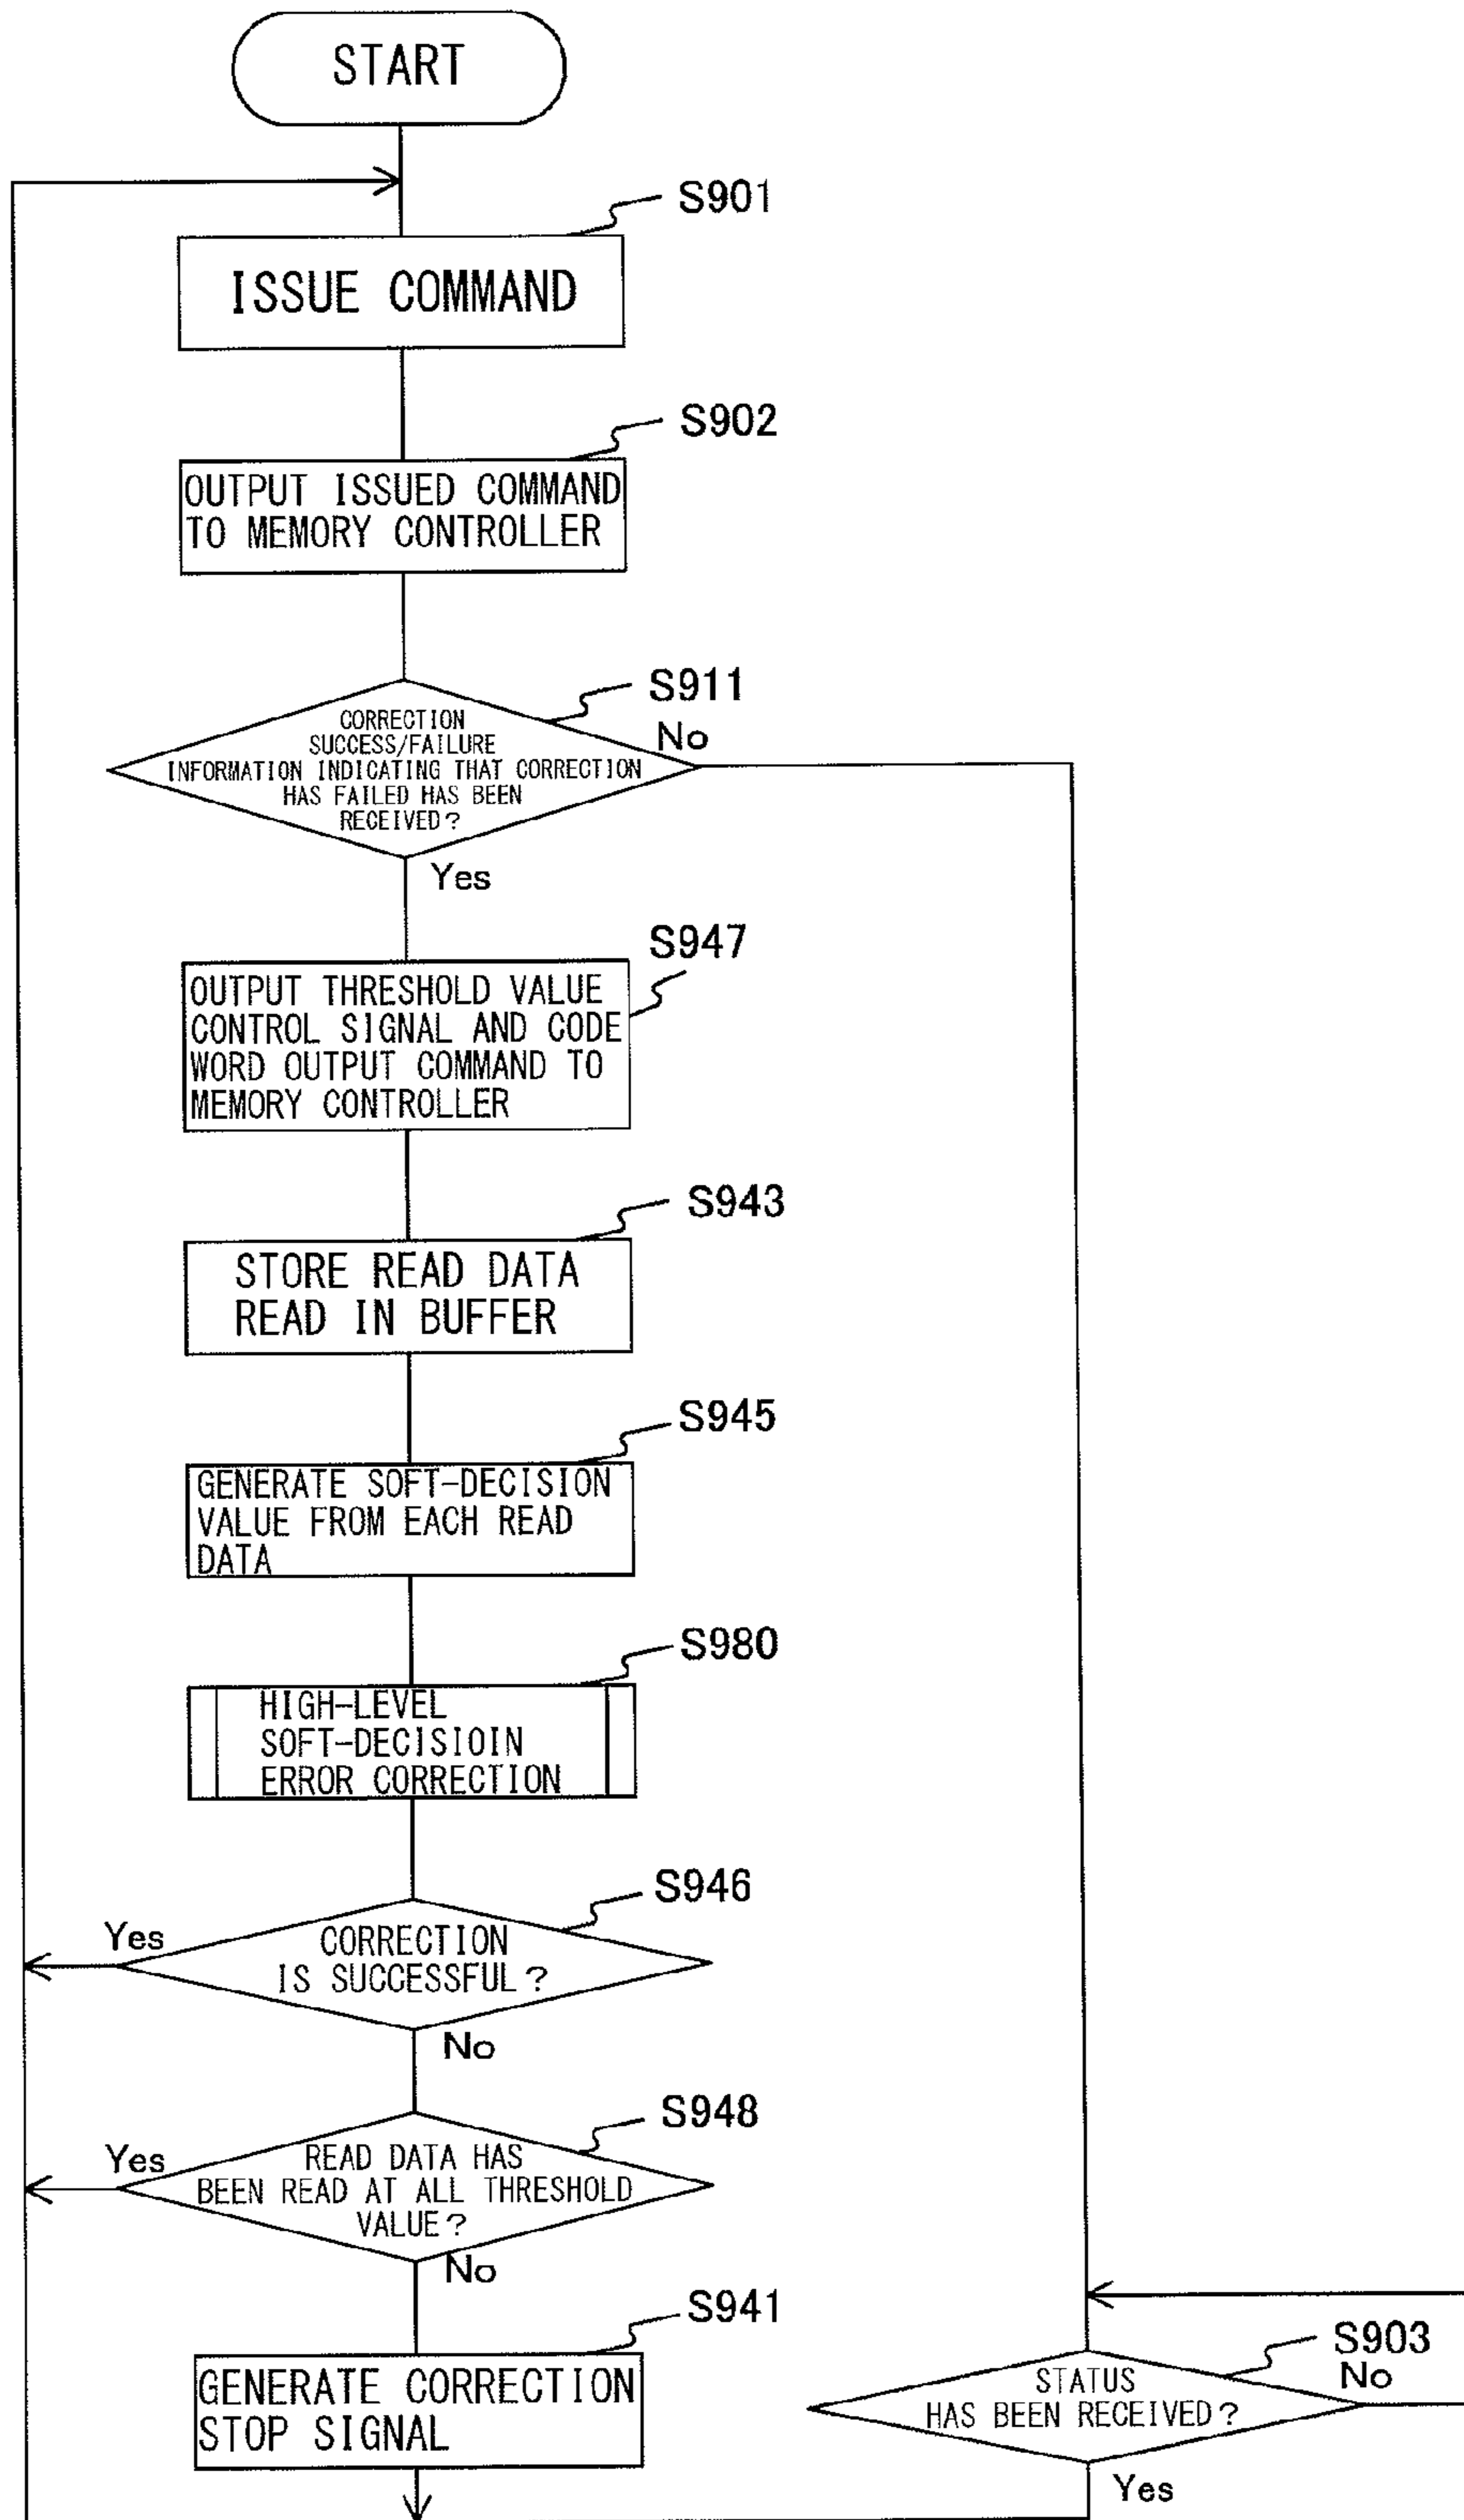 START
S901
ISSUE COMMAND
S902
OUTPUT ISSUED COMMAND
TO MEMORY CONTROLLER
S911
CORRECTION
SUCCESS/FAILURE
INFORMATION INDICATING THAT CORRECTION
HAS FAILED HAS BEEN
RECEIVED?
No
Yes
S947
OUTPUT THRESHOLD VALUE
CONTROL SIGNAL AND CODE
WORD OUTPUT COMMAND TO
MEMORY CONTROLLER
S943
STORE READ DATA
READ IN BUFFER
S945
GENERATE SOFT-DECISION
VALUE FROM EACH READ
DATA
S980
HIGH-LEVEL
SOFT-DECISIOIN
ERROR CORRECTION
S946
Yes
CORRECTION
IS SUCCESSFUL?
No
S948
Yes
READ DATA HAS
BEEN READ AT ALL THRESHOLD
VALUE?
No
S941
GENERATE CORRECTION
STOP SIGNAL
S903
No
STATUS
HAS BEEN RECEIVED?
Yes